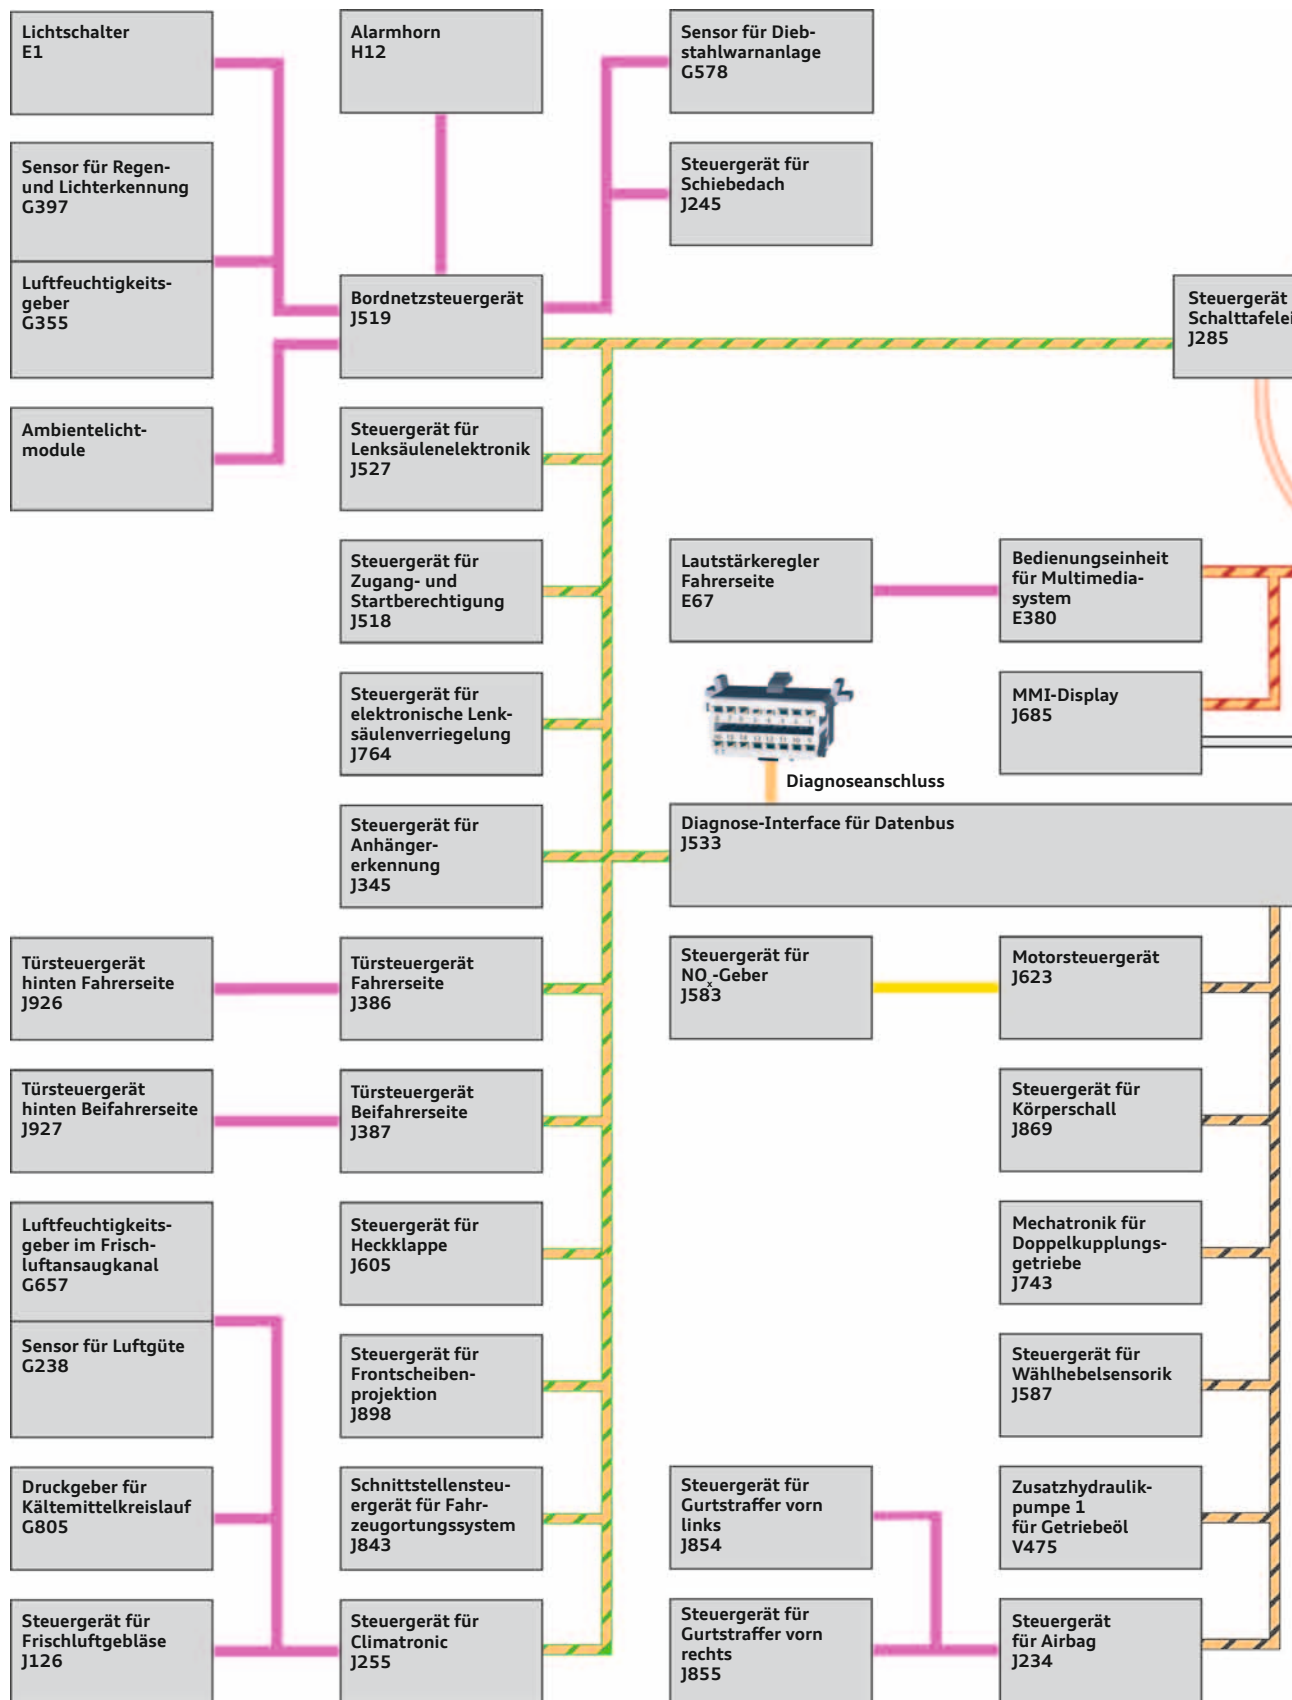 Lichtschalter
E1
Alarmhorn
H12
Sensor für Dieb-
stahlwarnanlage
G578
Sensor für Regen-
und Lichterkennung
G397
Steuergerät für
Schiebedach
J245
Luftfeuchtigkeits-
geber
G355
Bordnetzsteuergerät
J519
Steuergerät
Schalttafelei
J285
Ambientelicht-
module
Steuergerät für
Lenksäulenelektronik
J527
Steuergerät für
Zugang- und
Startberechtigung
J518
Lautstärkeregler
Fahrerseite
E67
Bedienungseinheit
für Multimedia-
system
E380
Steuergerät für
elektronische Lenk-
säulenverriegelung
J764
MMI-Display
J685
Diagnoseanschluss
Steuergerät für
Anhänger-
erkennung
J345
Diagnose-Interface für Datenbus
J533
Türsteuergerät
hinten Fahrerseite
J926
Türsteuergerät
Fahrerseite
J386
Steuergerät für
NOx-Geber
J583
Motorsteuergerät
J623
Türsteuergerät
hinten Beifahrerseite
J927
Türsteuergerät
Beifahrerseite
J387
Steuergerät für
Körperschall
J869
Luftfeuchtigkeits-
geber im Frisch-
luftansaugkanal
G657
Steuergerät für
Heckklappe
J605
Mechatronik für
Doppelkupplungs-
getriebe
J743
Sensor für Luftgüte
G238
Steuergerät für
Frontscheiben-
projektion
J898
Steuergerät für
Wählhebelsensorik
J587
Druckgeber für
Kältemittelkreislauf
G805
Schnittstellensteu-
ergerät für Fahr-
zeugortungssystem
J843
Steuergerät für
Gurtstraffer vorn
links
J854
Zusatzhydraulik-
pumpe 1
für Getriebeöl
V475
Steuergerät für
Frischluftgebläse
J126
Steuergerät für
Climatronic
J255
Steuergerät für
Gurtstraffer vorn
rechts
J855
Steuergerät
für Airbag
J234